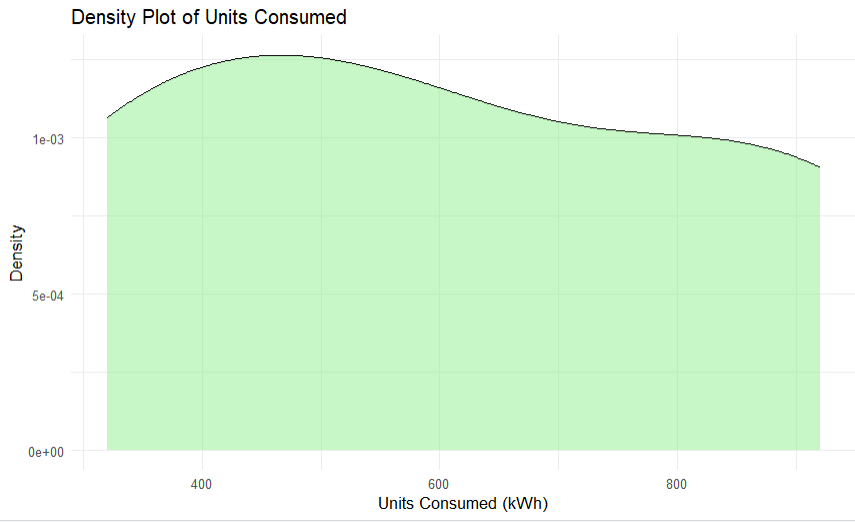 Density Plot of Units Consumed
1e-03
Density
5e-04
0e+00
400 600 800
Units Consumed (kWh)